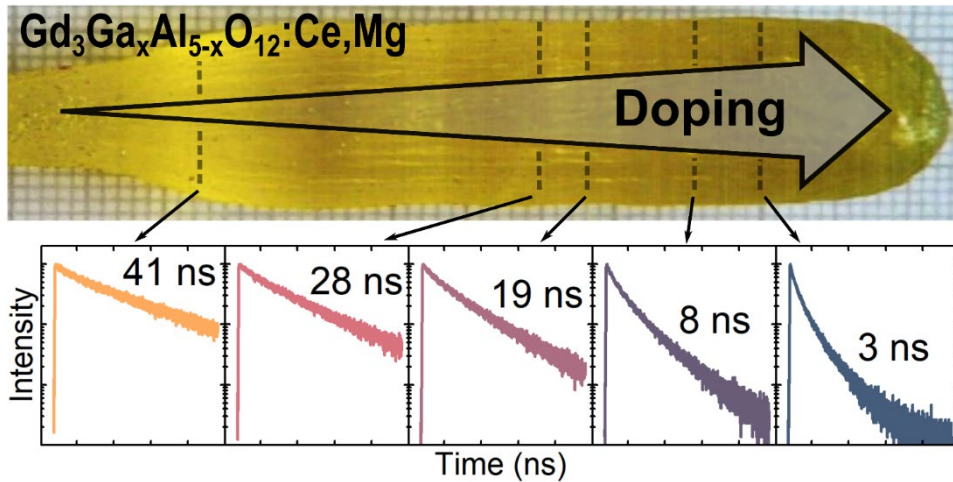 Gd₃GaₓAl₅₋ₓO₁₂:Ce,Mg
Doping
41 ns
28 ns
19 ns
8 ns
3 ns
Intensity
Time (ns)